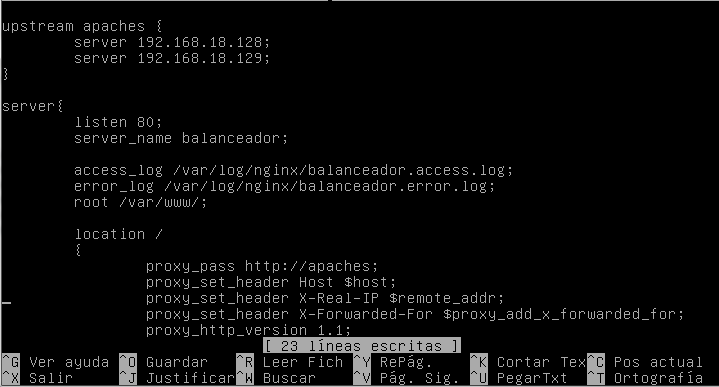 upstream apaches {
server 192.168.18.128;
server 192.168.18.129;
}
server{
listen 80;
server_name balanceador;
access_log /var/log/nginx/balanceador.access.log;
error_log /var/log/nginx/balanceador.error.log;
root /var/www/;
location /
{
proxy_pass http://apaches;
proxy_set_header Host $host;
proxy_set_header X-Real-IP $remote_addr;
proxy_set_header X-Forwarded-For $proxy_add_x_forwarded_for;
proxy_http_version 1.1;
[ 23 líneas escritas ]
^G Ver ayuda ^O Guardar ^R Leer Fich ^Y RePág. ^K Cortar Tex ^C Pos actual
^X Salir ^J Justificar ^W Buscar ^V Pág. Sig. ^U PegarTxt ^T Ortografía